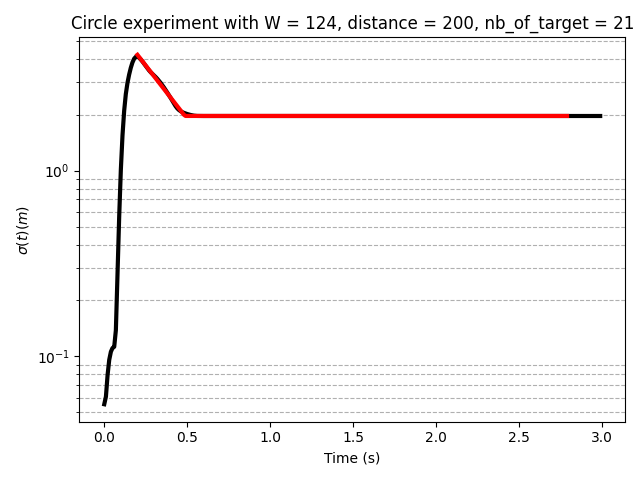 Circle experiment with W = 124, distance = 200, nb_of_target = 21
10⁰
10⁻¹
σ(t)(m)
0.0 0.5 1.0 1.5 2.0 2.5 3.0
Time (s)